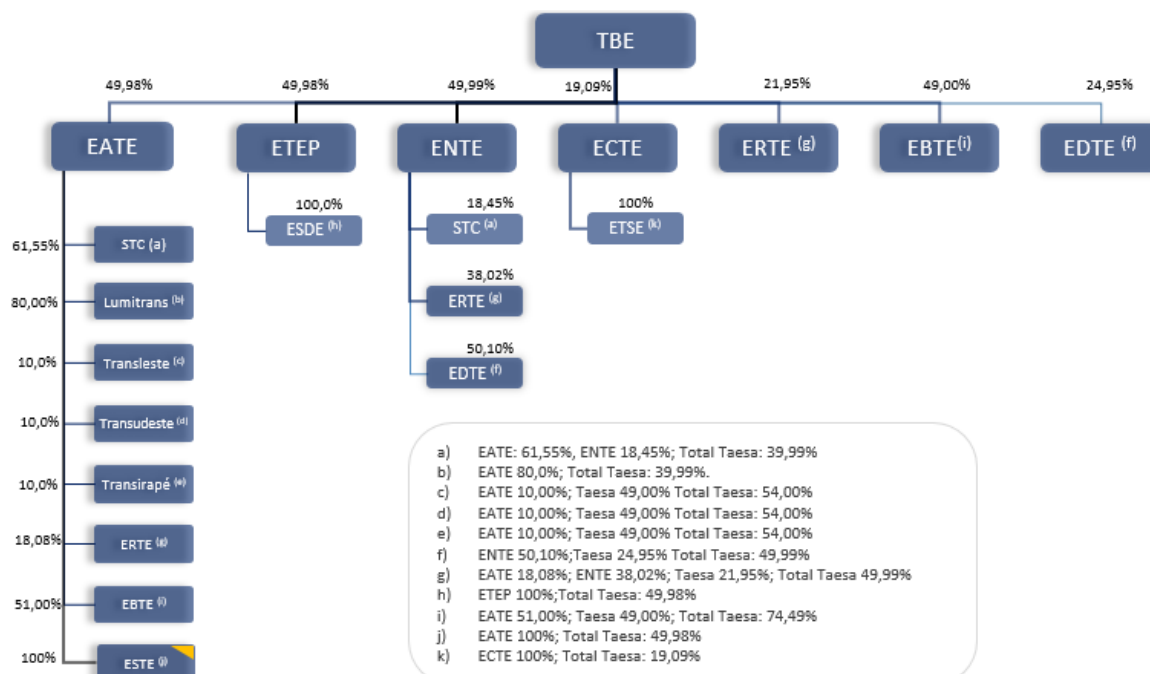 TBE
49,98%
49,98%
49,99%
19,09%
21,95%
49,00%
24,95%
EATE
ETEP
ENTE
ECTE
ERTE (g)
EBTE(i)
EDTE (f)
100,0%
ESDE (h)
18,45%
STC (a)
100%
ETSE (k)
61,55%
STC (a)
38,02%
ERTE (g)
80,00%
Lumitrans (b)
50,10%
EDTE (f)
10,0%
Transleste (c)
10,0%
Transudeste (d)
10,0%
Transirapé (e)
18,08%
ERTE (g)
51,00%
EBTE (i)
100%
ESTE (j)
a) EATE: 61,55%, ENTE 18,45%; Total Taesa: 39,99%
b) EATE 80,0%; Total Taesa: 39,99%.
c) EATE 10,00%; Taesa 49,00% Total Taesa: 54,00%
d) EATE 10,00%; Taesa 49,00% Total Taesa: 54,00%
e) EATE 10,00%; Taesa 49,00% Total Taesa: 54,00%
f) ENTE 50,10%;Taesa 24,95% Total Taesa: 49,99%
g) EATE 18,08%; ENTE 38,02%; Taesa 21,95%; Total Taesa 49,99%
h) ETEP 100%;Total Taesa: 49,98%
i) EATE 51,00%; Taesa 49,00%; Total Taesa: 74,49%
j) EATE 100%; Total Taesa: 49,98%
k) ECTE 100%; Total Taesa: 19,09%